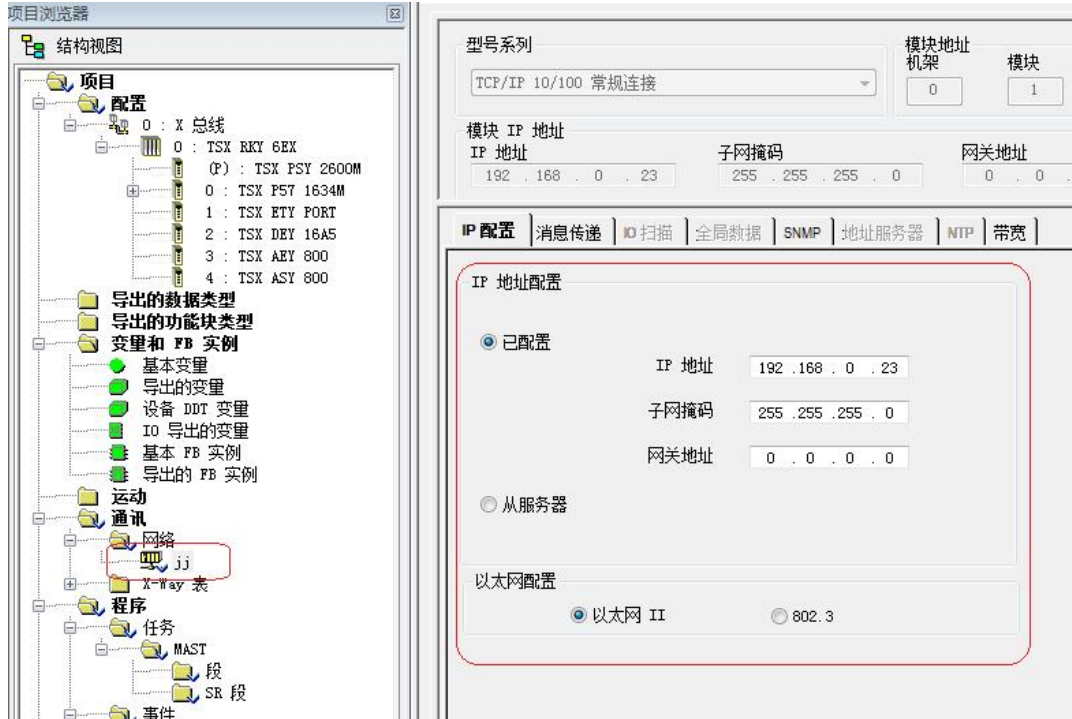 项目浏览器
结构视图
项目
配置
0 : X 总线
0 : TSX RKY 6EX
(P) : TSX PSY 2600M
0 : TSX P57 1634M
1 : TSX ETY PORT
2 : TSX DEY 16A5
3 : TSX AEY 800
4 : TSX ASY 800
导出的数据类型
导出的功能块类型
变量和 FB 实例
基本变量
导出的变量
设备 DDT 变量
IO 导出的变量
基本 FB 实例
导出的 FB 实例
运动
通讯
网络
jj
X-Way 表
程序
任务
MAST
段
SR 段
事件
型号系列
TCP/IP 10/100 常规连接
模块地址
机架 模块
0 1
模块 IP 地址
IP 地址 子网掩码 网关地址
192 . 168 . 0 . 23 255 . 255 . 255 . 0 0 . 0 .
IP 配置 消息传递 IO 扫描 全局数据 SNMP 地址服务器 NTP 带宽
IP 地址配置
已配置
IP 地址 192 . 168 . 0 . 23
子网掩码 255 . 255 . 255 . 0
网关地址 0 . 0 . 0 . 0
从服务器
以太网配置
以太网 II 802.3